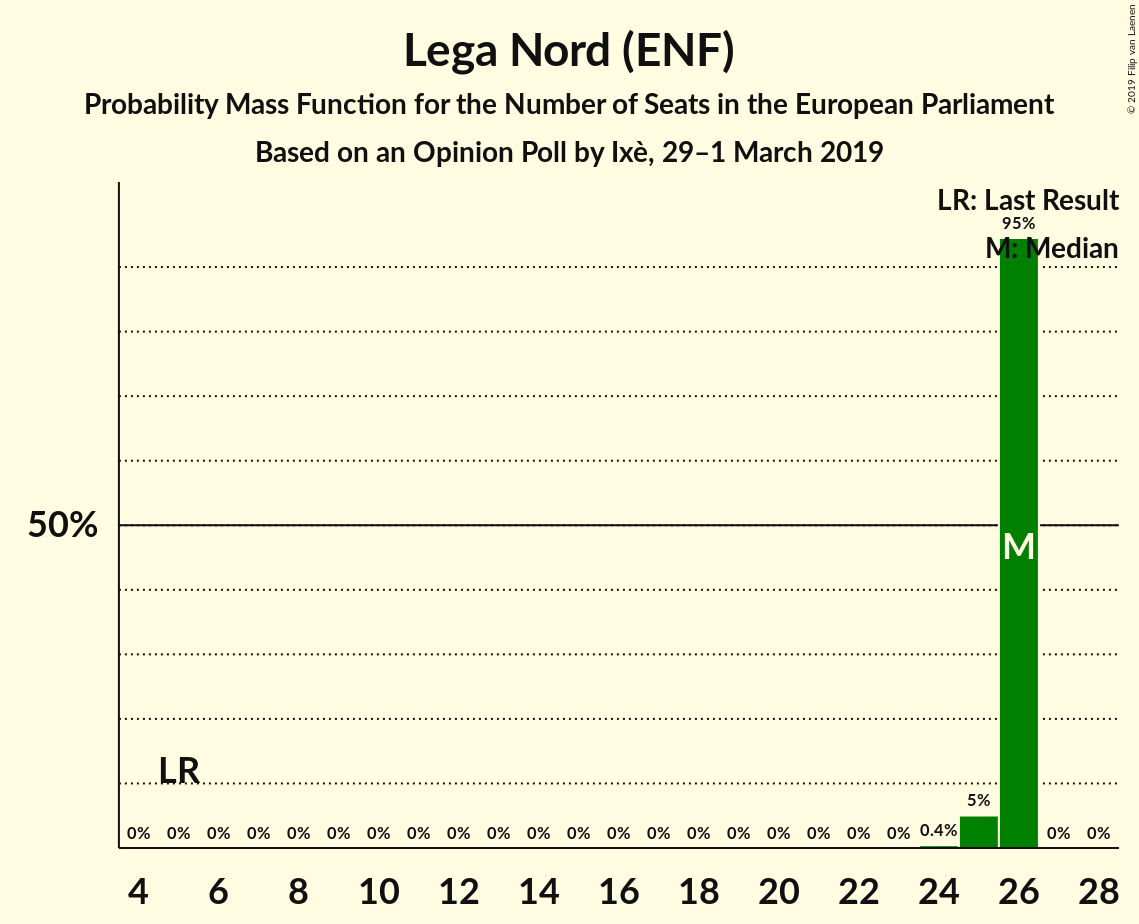 Lega Nord (ENF)
Probability Mass Function for the Number of Seats in the European Parliament
Based on an Opinion Poll by Ixè, 29–1 March 2019
© 2019 Filip van Laenen
LR: Last Result
95%
M: Median
50%
M
LR
5%
0% 0% 0% 0% 0% 0% 0% 0% 0% 0% 0% 0% 0% 0% 0% 0% 0% 0% 0% 0% 0.4% 0% 0%
4 6 8 10 12 14 16 18 20 22 24 26 28